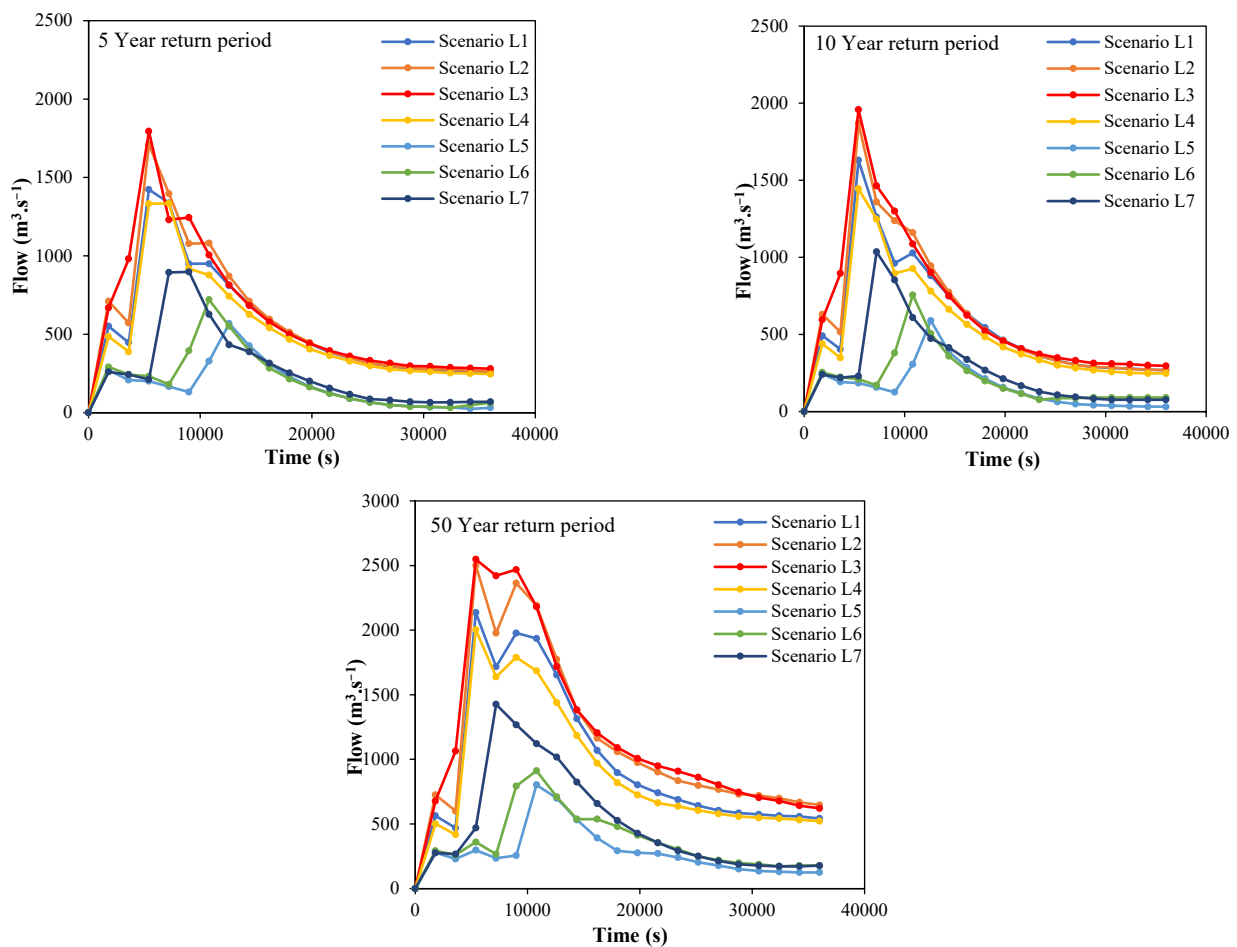 5 Year return period
Scenario L1
Scenario L2
Scenario L3
Scenario L4
Scenario L5
Scenario L6
Scenario L7
2500
2000
1500
1000
500
0
Flow (m³.s⁻¹)
0 10000 20000 30000 40000
Time (s)
10 Year return period
Scenario L1
Scenario L2
Scenario L3
Scenario L4
Scenario L5
Scenario L6
Scenario L7
2500
2000
1500
1000
500
0
Flow (m³.s⁻¹)
0 10000 20000 30000 40000
Time (s)
50 Year return period
Scenario L1
Scenario L2
Scenario L3
Scenario L4
Scenario L5
Scenario L6
Scenario L7
3000
2500
2000
1500
1000
500
0
Flow (m³.s⁻¹)
0 10000 20000 30000 40000
Time (s)